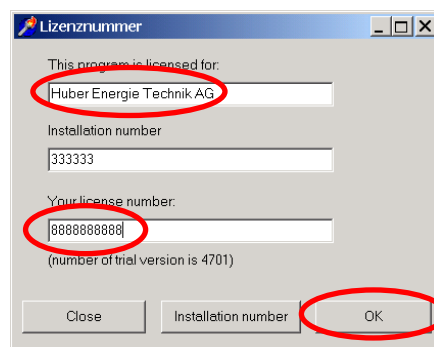 Lizenznummer
This program is licensed for:
Huber Energie Technik AG
Installation number
333333
Your license number:
8888888888
(number of trial version is 4701)
Close Installation number OK